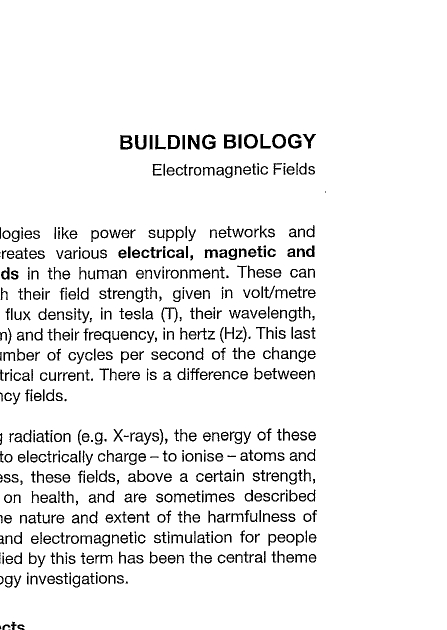 BUILDING BIOLOGY
Electromagnetic Fields
logies like power supply networks and
reates various electrical, magnetic and
ds in the human environment. These can
h their field strength, given in volt/metre
flux density, in tesla (T), their wavelength,
m) and their frequency, in hertz (Hz). This last
umber of cycles per second of the change
trical current. There is a difference between
ncy fields.
g radiation (e.g. X-rays), the energy of these
to electrically charge – to ionise – atoms and
ess, these fields, above a certain strength,
on health, and are sometimes described
he nature and extent of the harmfulness of
and electromagnetic stimulation for people
lied by this term has been the central theme
ogy investigations.
ects